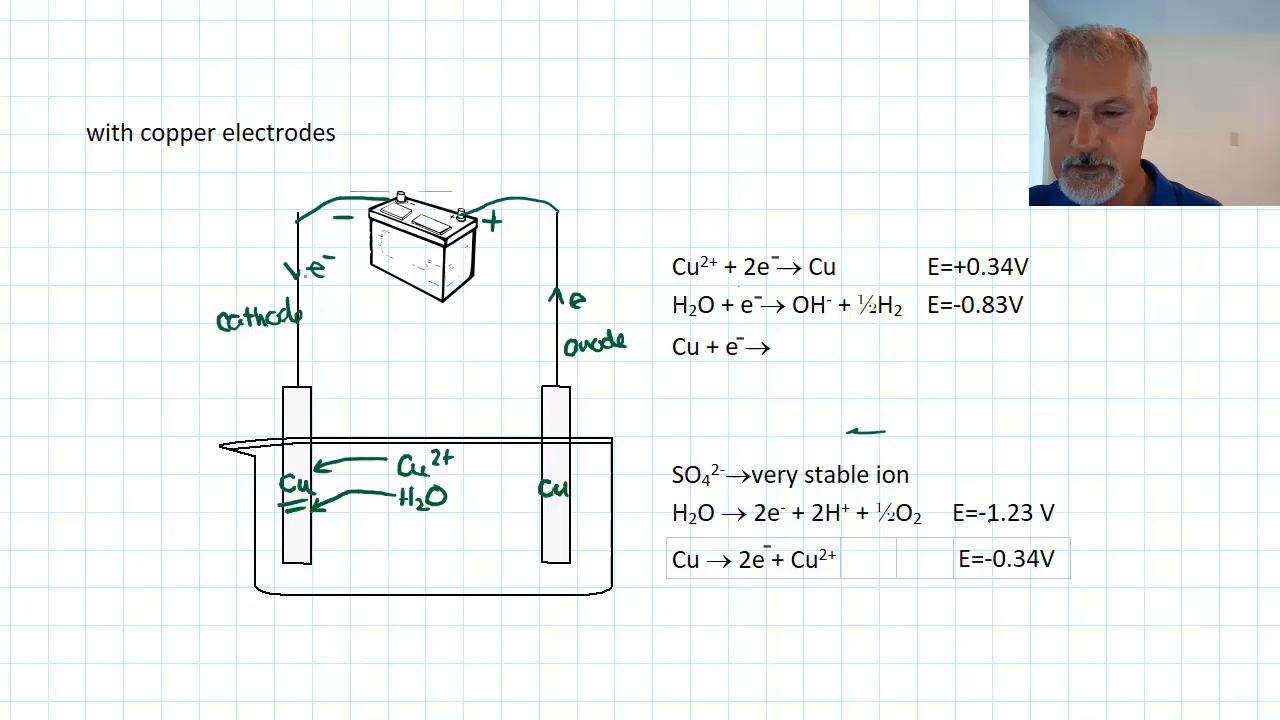 with copper electrodes
−
+
e⁻
e
cathode
anode
Cu²⁺ + 2e⁻→ Cu E=+0.34V
H₂O + e⁻→ OH⁻ + ½H₂ E=-0.83V
Cu + e⁻→
SO₄²⁻→very stable ion
H₂O → 2e⁻ + 2H⁺ + ½O₂ E=-1.23 V
Cu → 2e⁻ + Cu²⁺ E=-0.34V
Cu²⁺
Cu
H₂O
Cu